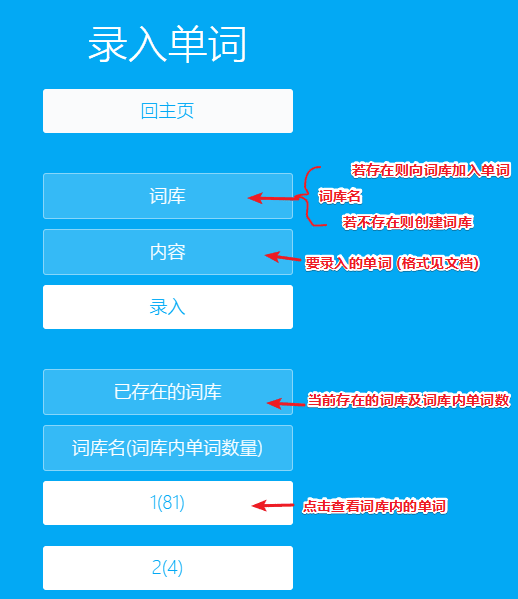 录入单词
回主页
若存在则向词库加入单词
词库
词库名
若不存在则创建词库
内容
要录入的单词 (格式见文档)
录入
已存在的词库
当前存在的词库及词库内单词数
词库名(词库内单词数量)
1(81)
点击查看词库内的单词
2(4)